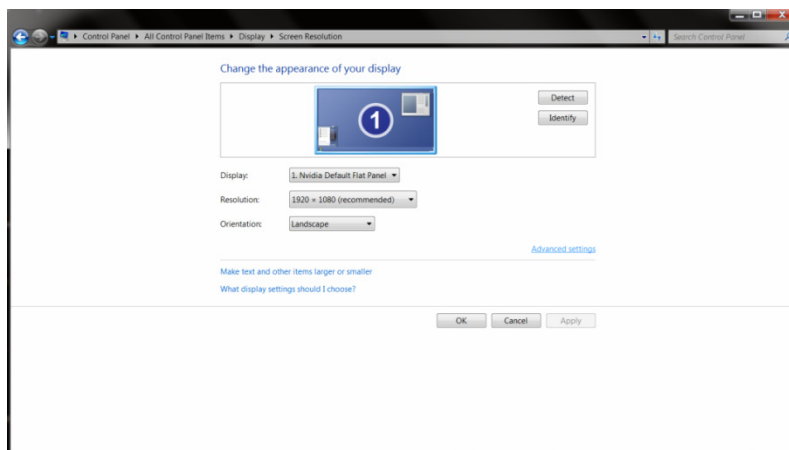 Control Panel ▸ All Control Panel Items ▸ Display ▸ Screen Resolution
Search Control Panel
Change the appearance of your display
1
Detect
Identify
Display: 1. Nvidia Default Flat Panel
Resolution: 1920 × 1080 (recommended)
Orientation: Landscape
Advanced settings
Make text and other items larger or smaller
What display settings should I choose?
OK Cancel Apply